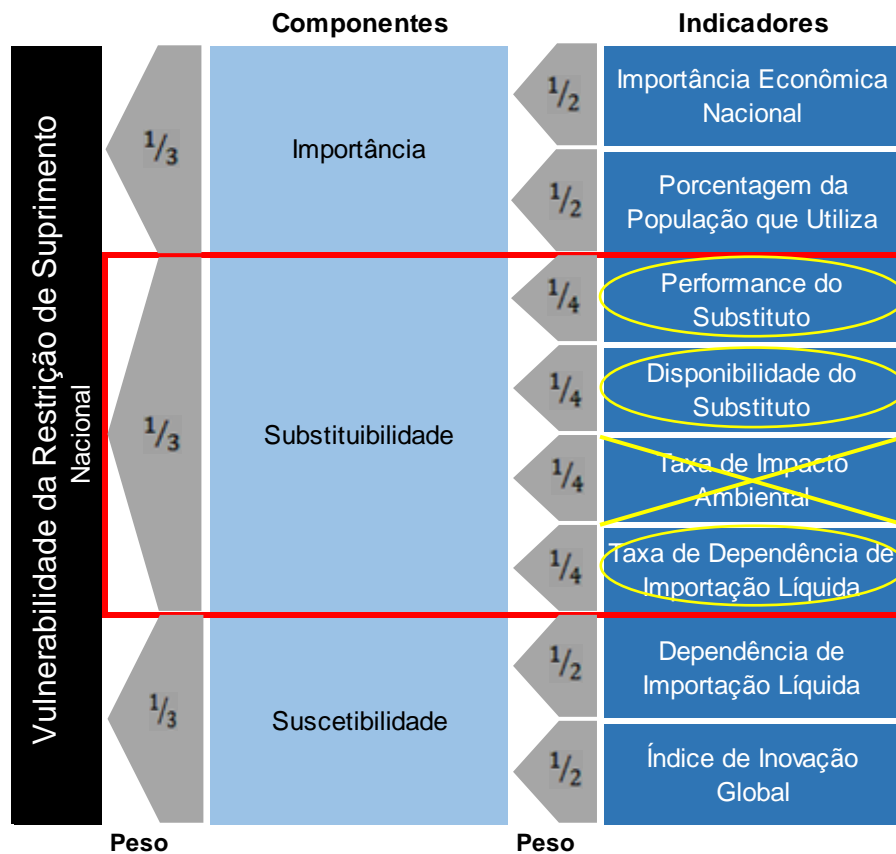 Componentes
Indicadores
Vulnerabilidade da Restrição de Suprimento
Nacional
1/3
Importância
1/2
Importância Econômica
Nacional
1/2
Porcentagem da
População que Utiliza
1/3
Substituibilidade
1/4
Performance do
Substituto
1/4
Disponibilidade do
Substituto
1/4
Taxa de Impacto
Ambiental
1/4
Taxa de Dependência de
Importação Líquida
1/3
Suscetibilidade
1/2
Dependência de
Importação Líquida
1/2
Índice de Inovação
Global
Peso
Peso